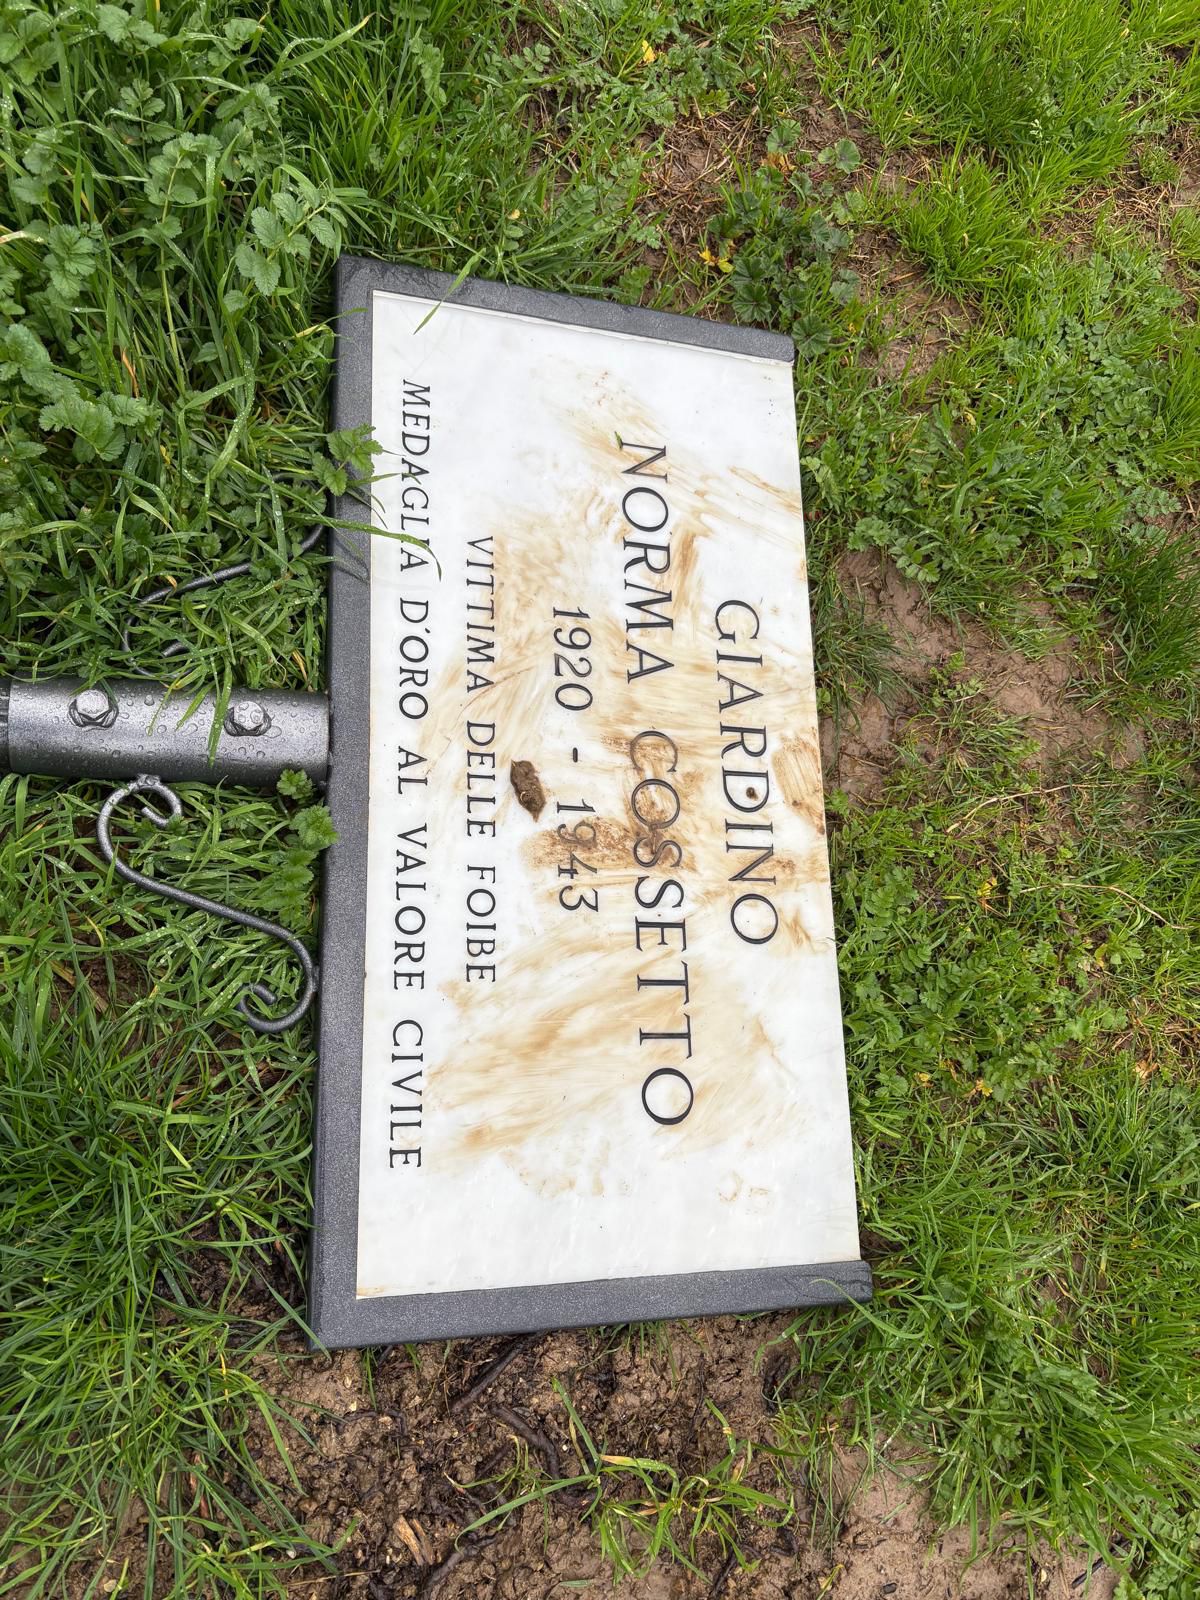 GIARDINO
NORMA COSSETTO
1920 - 1943
VITTIMA DELLE FOIBE
MEDAGLIA D'ORO AL VALORE CIVILE